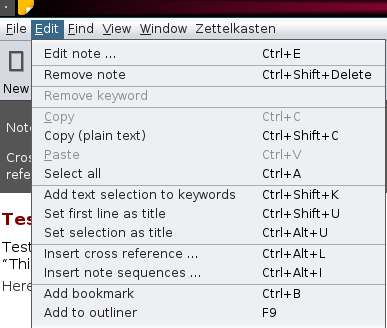 File Edit Find View Window Zettelkasten
Edit note ... Ctrl+E
Remove note Ctrl+Shift+Delete
New
Remove keyword
Copy Ctrl+C
Note
Copy (plain text) Ctrl+Shift+C
Paste Ctrl+V
Cros
refe
Select all Ctrl+A
Add text selection to keywords Ctrl+Shift+K
Tes
Set first line as title Ctrl+Shift+U
Set selection as title Ctrl+Alt+U
Test
Insert cross reference ... Ctrl+Alt+L
“Thi
Insert note sequences ... Ctrl+Alt+I
Here
Add bookmark Ctrl+B
Add to outliner F9